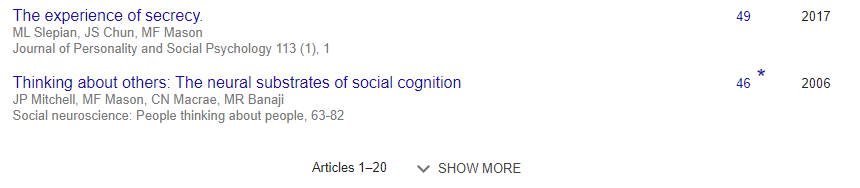 The experience of secrecy. 49 2017
ML Slepian, JS Chun, MF Mason
Journal of Personality and Social Psychology 113 (1), 1
Thinking about others: The neural substrates of social cognition 46 * 2006
JP Mitchell, MF Mason, CN Macrae, MR Banaji
Social neuroscience: People thinking about people, 63-82
Articles 1–20 SHOW MORE